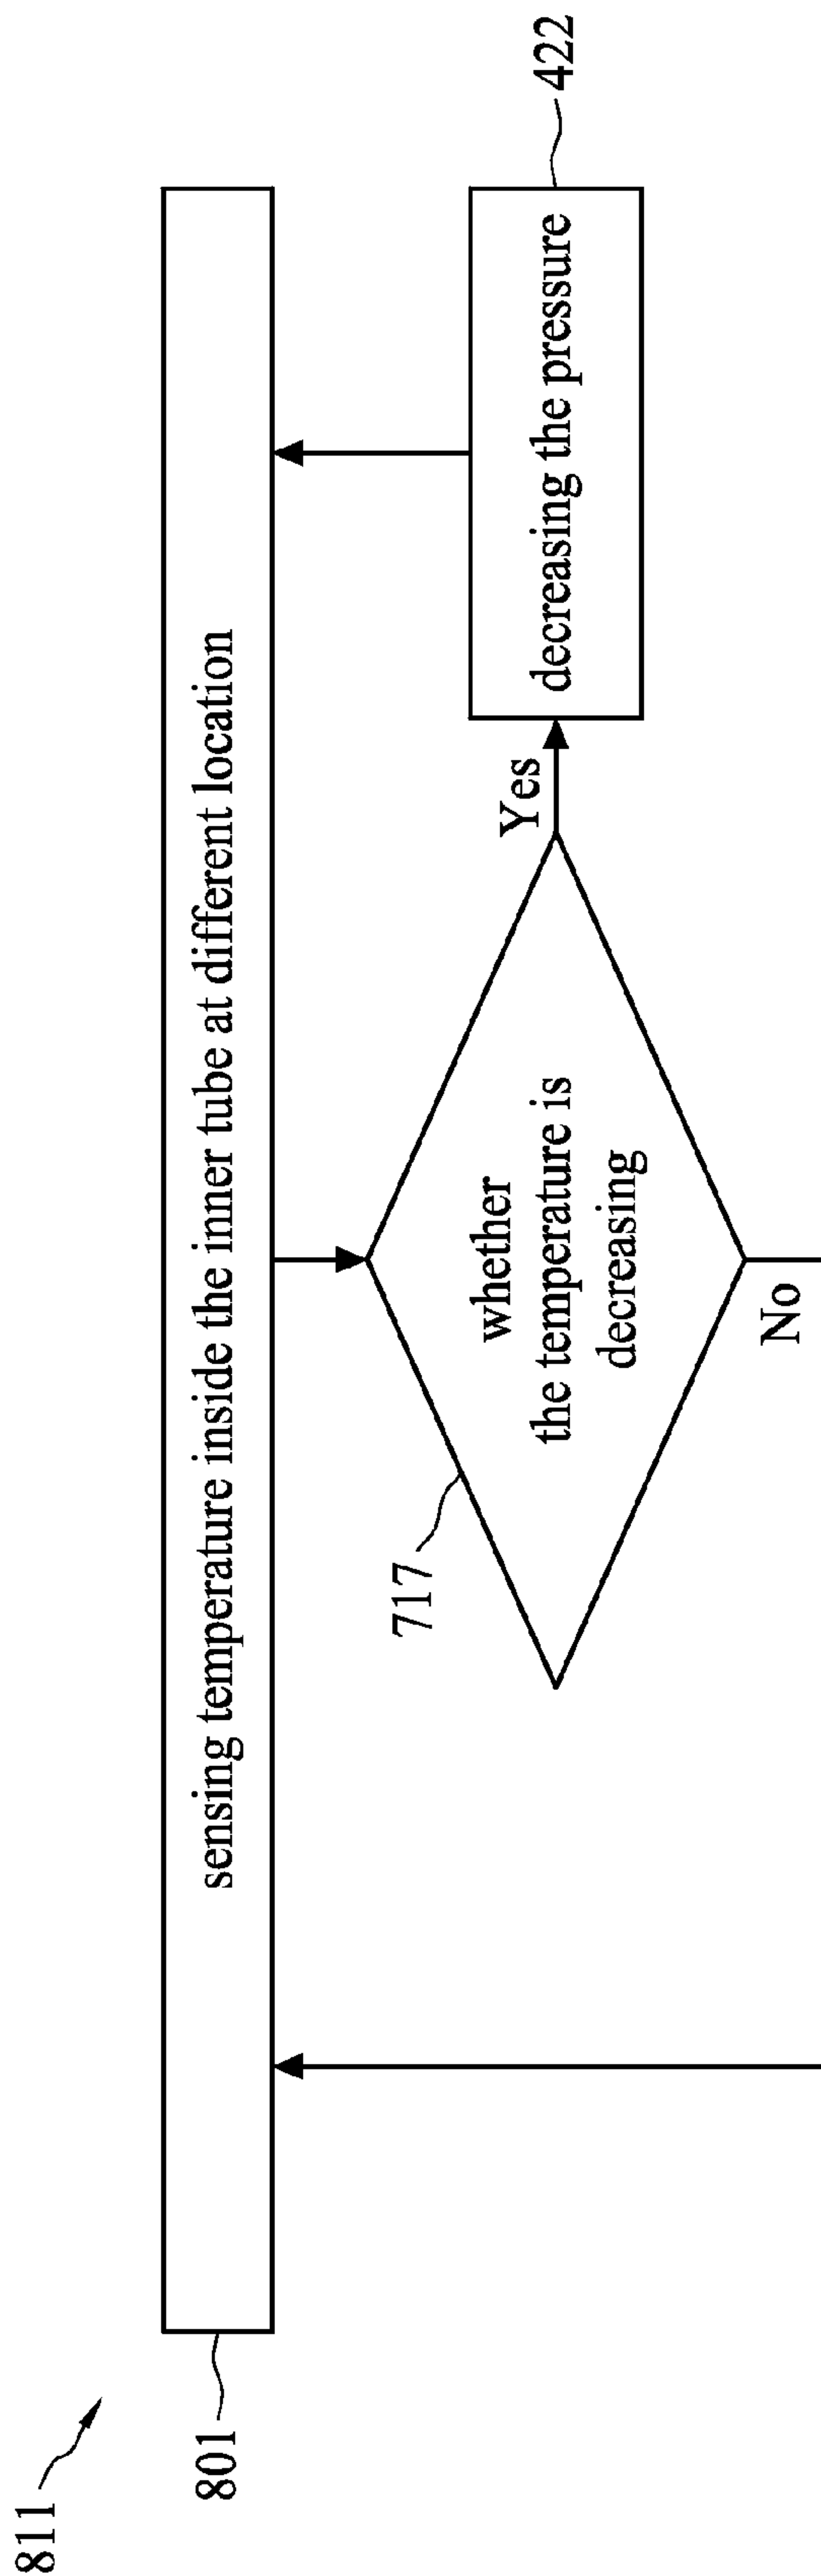 811
801
sensing temperature inside the inner tube at different location
717
whether
the temperature is
decreasing
Yes
decreasing the pressure
422
No